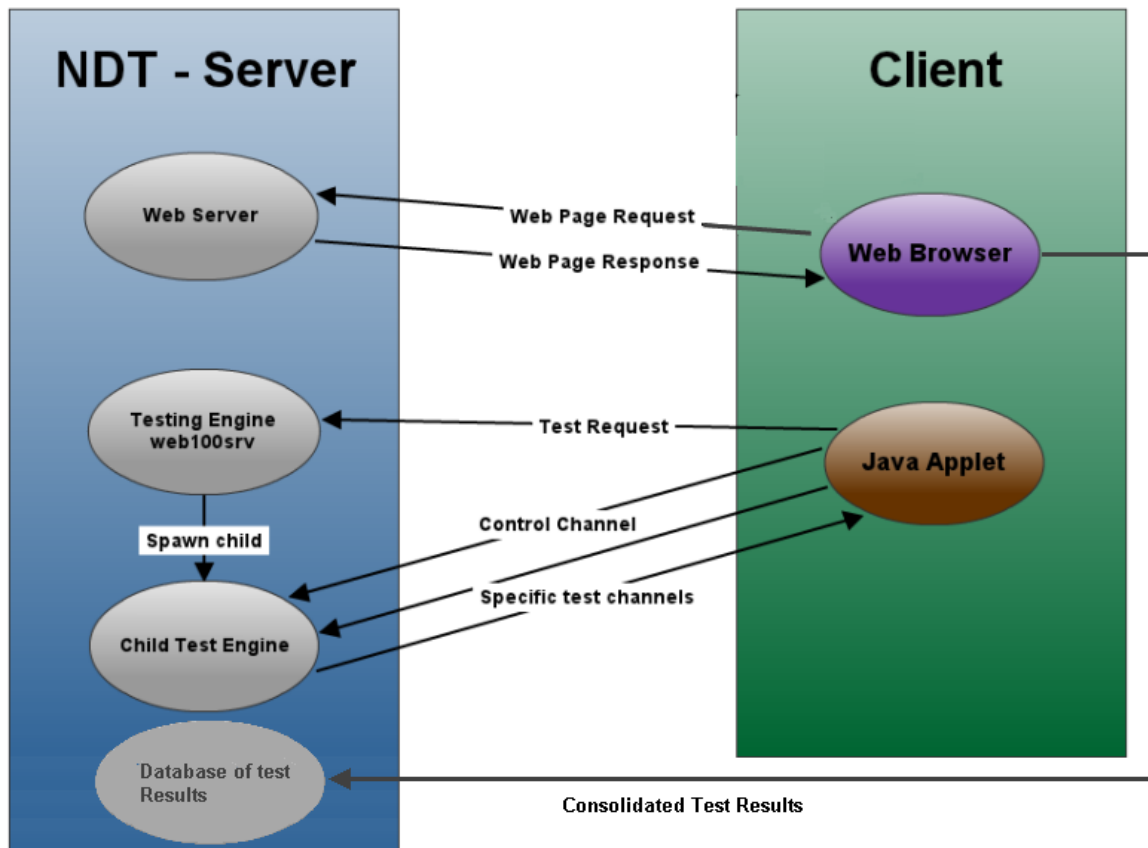 NDT - Server
Client
Web Server
Web Page Request
Web Page Response
Web Browser
Testing Engine
web100srv
Test Request
Java Applet
Spawn child
Control Channel
Specific test channels
Child Test Engine
Database of test
Results
Consolidated Test Results